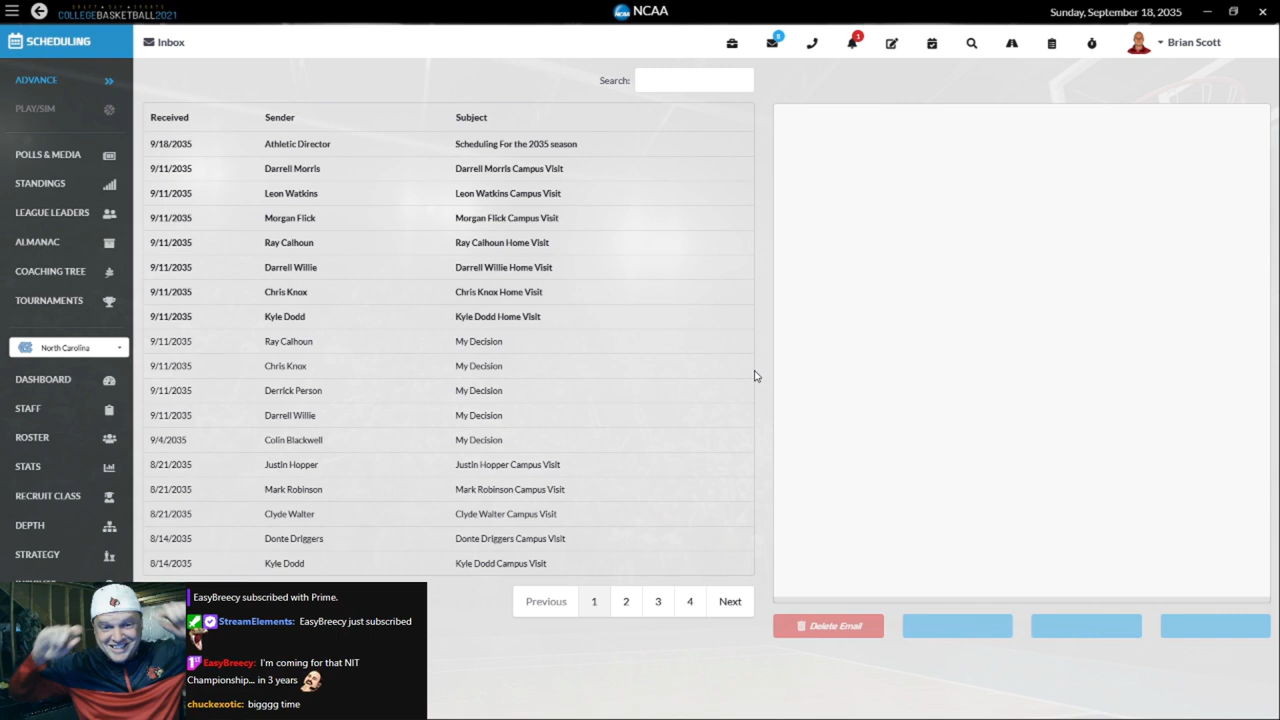 DRAFT DAY SPORTS
COLLEGEBASKETBALL2021
NCAA
Sunday, September 18, 2035
SCHEDULING
Inbox
8
1
Brian Scott
ADVANCE
PLAY/SIM
POLLS & MEDIA
STANDINGS
LEAGUE LEADERS
ALMANAC
COACHING TREE
TOURNAMENTS
North Carolina
DASHBOARD
STAFF
ROSTER
STATS
RECRUIT CLASS
DEPTH
STRATEGY
Search:
Received Sender Subject
9/18/2035 Athletic Director Scheduling For the 2035 season
9/11/2035 Darrell Morris Darrell Morris Campus Visit
9/11/2035 Leon Watkins Leon Watkins Campus Visit
9/11/2035 Morgan Flick Morgan Flick Campus Visit
9/11/2035 Ray Calhoun Ray Calhoun Home Visit
9/11/2035 Darrell Willie Darrell Willie Home Visit
9/11/2035 Chris Knox Chris Knox Home Visit
9/11/2035 Kyle Dodd Kyle Dodd Home Visit
9/11/2035 Ray Calhoun My Decision
9/11/2035 Chris Knox My Decision
9/11/2035 Derrick Person My Decision
9/11/2035 Darrell Willie My Decision
9/4/2035 Colin Blackwell My Decision
8/21/2035 Justin Hopper Justin Hopper Campus Visit
8/21/2035 Mark Robinson Mark Robinson Campus Visit
8/21/2035 Clyde Walter Clyde Walter Campus Visit
8/14/2035 Donte Driggers Donte Driggers Campus Visit
8/14/2035 Kyle Dodd Kyle Dodd Campus Visit
Previous 1 2 3 4 Next
Delete Email
EasyBreecy subscribed with Prime.
StreamElements: EasyBreecy just subscribed
EasyBreecy: I'm coming for that NIT
Championship... in 3 years
chuckexotic: bigggg time